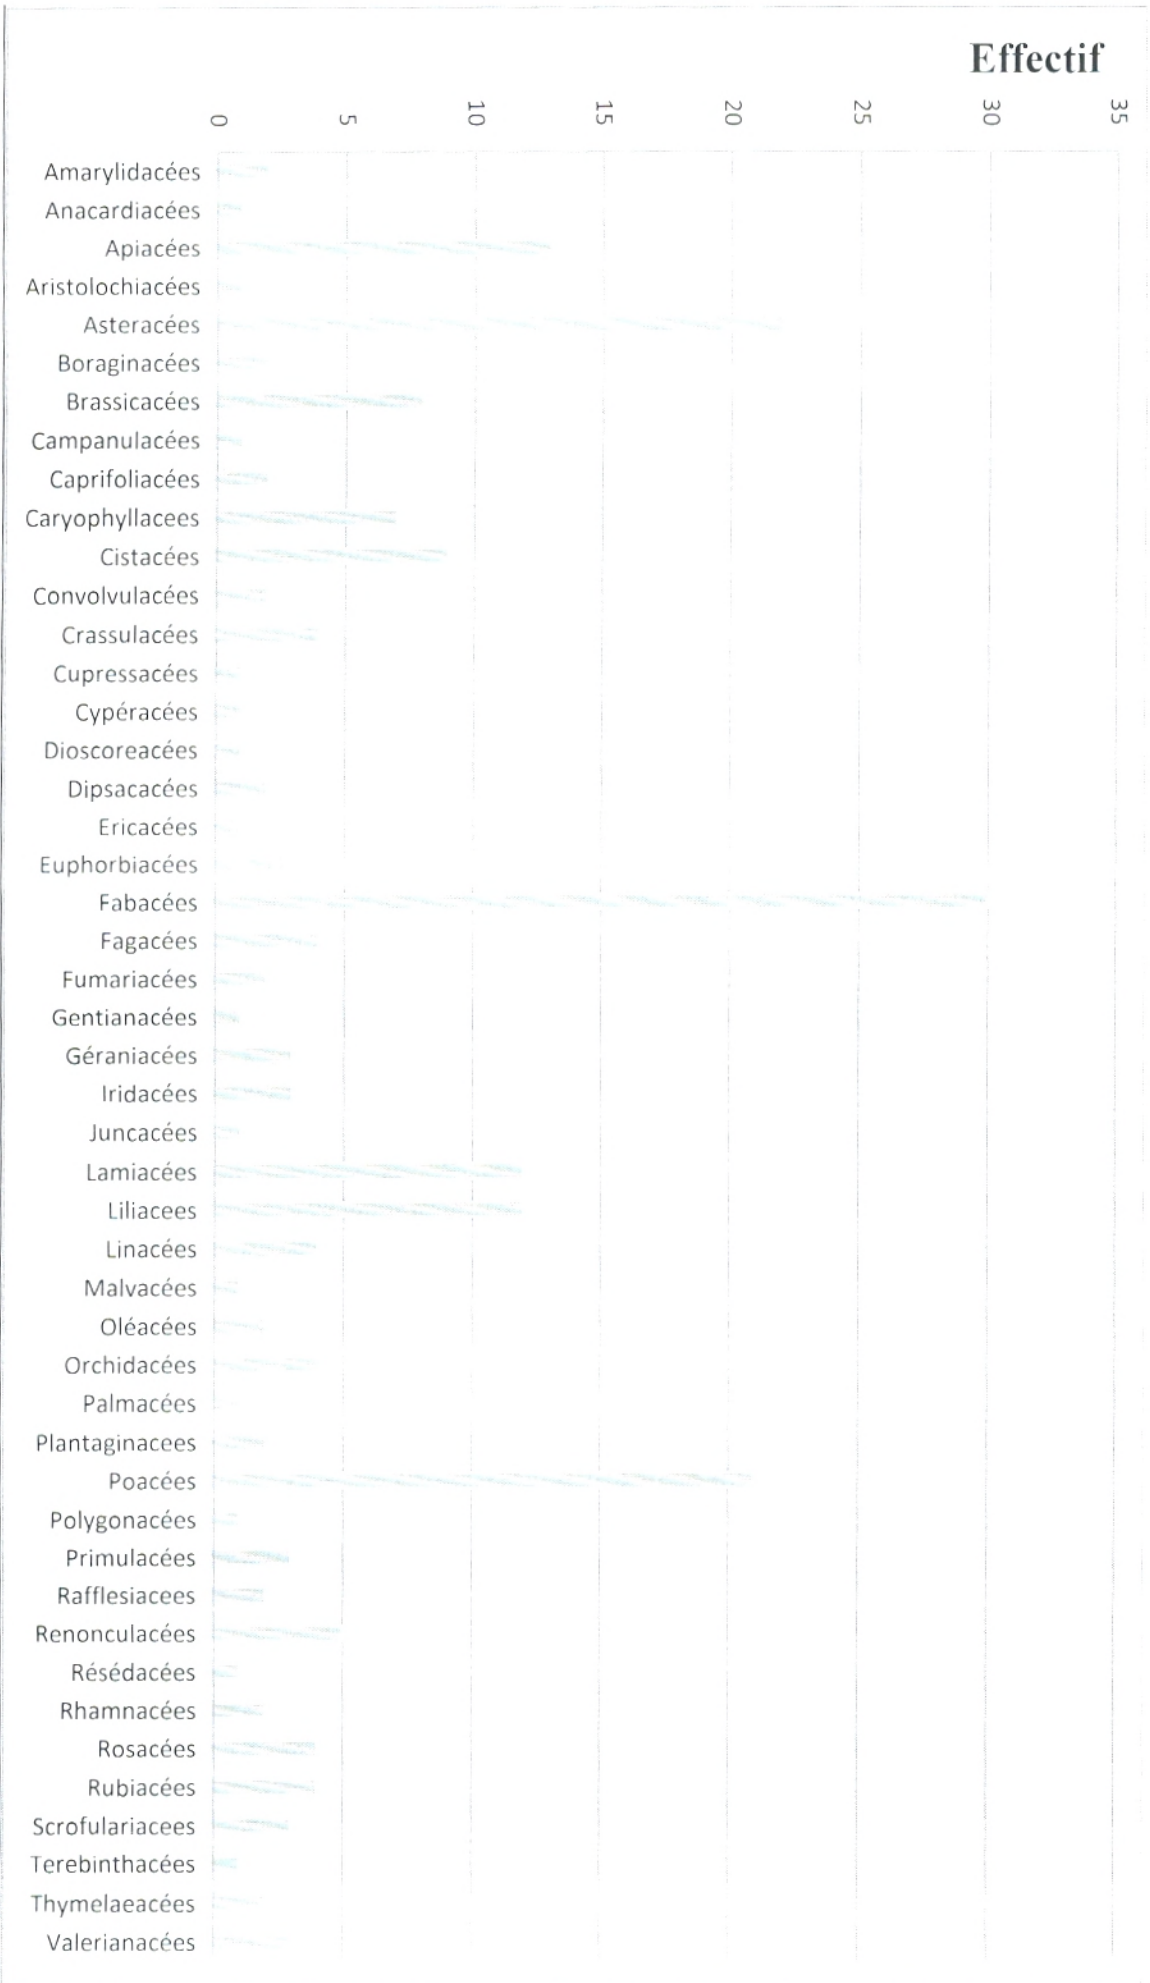 Effectif
0 5 10 15 20 25 30 35
Amarylidacées
Anacardiacées
Apiacées
Aristolochiacées
Asteracées
Boraginacées
Brassicacées
Campanulacées
Caprifoliacées
Caryophyllacees
Cistacées
Convolvulacées
Crassulacées
Cupressacées
Cypéracées
Dioscoreacées
Dipsacacées
Ericacées
Euphorbiacées
Fabacées
Fagacées
Fumariacées
Gentianacées
Géraniacées
Iridacées
Juncacées
Lamiacées
Liliacees
Linacées
Malvacées
Oléacées
Orchidacées
Palmacées
Plantaginacees
Poacées
Polygonacées
Primulacées
Rafflesiacees
Renonculacées
Résédacées
Rhamnacées
Rosacées
Rubiacées
Scrofulariacees
Terebinthacées
Thymelaeacées
Valerianacées